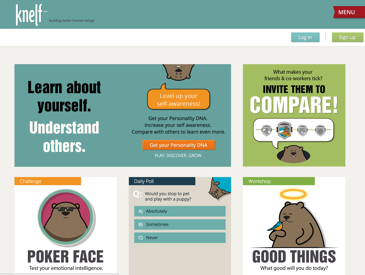 knelf
building better human beings
MENU
Log in
Sign up
Learn about
yourself.
Understand
others.
Level up your
self-awareness!
Get your Personality DNA.
Increase your self awareness.
Compare with others to learn even more.
Get your Personality DNA
PLAY. DISCOVER. GROW.
What makes your
friends & co-workers tick?
INVITE THEM TO
COMPARE!
Challenge
POKER FACE
Test your emotional intelligence.
Daily Poll
Q Would you stop to pet
and play with a puppy?
A Absolutely
B Sometimes
C Never
Workshop
GOOD THINGS
What good will you do today?